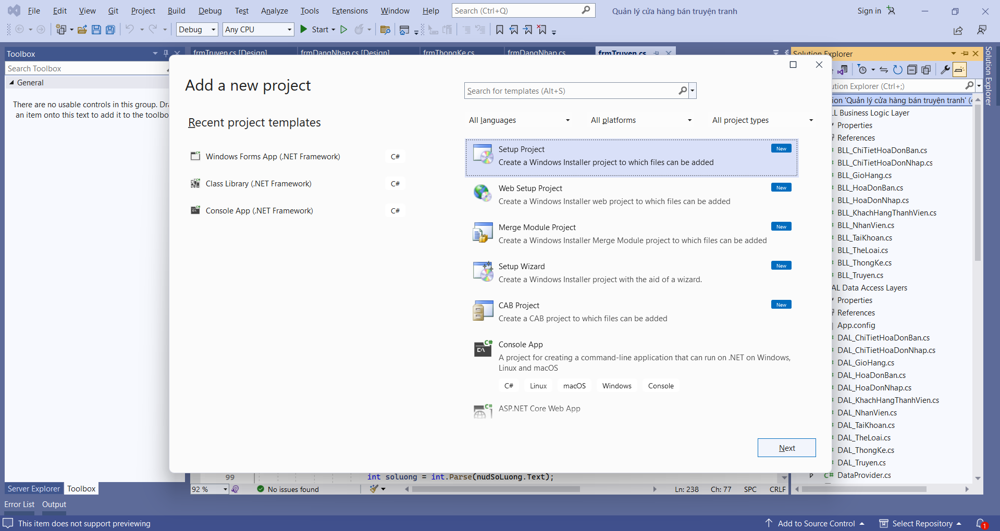 File Edit View Git Project Build Debug Test Analyze Tools Extensions Window Help Search (Ctrl+Q) Quản lý cửa hàng bán truyện tranh Sign in
Debug Any CPU Start
Toolbox
frmTruyen.cs [Design] frmDangNhap.cs [Design] frmThongKe.cs frmDangNhap.cs frmTruyen.cs
Solution Explorer
Solution Explorer
Search Toolbox
General
There are no usable controls in this group. Dra
an item onto this text to add it to the toolbo
Add a new project
Search for templates (Alt+S)
Recent project templates
All languages All platforms All project types
Windows Forms App (.NET Framework) C#
Class Library (.NET Framework) C#
Console App (.NET Framework) C#
Setup Project New
Create a Windows Installer project to which files can be added
Web Setup Project New
Create a Windows Installer web project to which files can be added
Merge Module Project New
Create a Windows Installer Merge Module project to which files can be added
Setup Wizard New
Create a Windows Installer project with the aid of a wizard.
CAB Project New
Create a CAB project to which files can be added
Console App
A project for creating a command-line application that can run on .NET on Windows,
Linux and macOS
C# Linux macOS Windows Console
ASP.NET Core Web App
Next
ution Explorer (Ctrl+;)
ion 'Quản lý cửa hàng bán truyện tranh' (4
LL Business Logic Layer
Properties
References
BLL_ChiTietHoaDonBan.cs
BLL_ChiTietHoaDonNhap.cs
BLL_GioHang.cs
BLL_HoaDonBan.cs
BLL_HoaDonNhap.cs
BLL_KhachHangThanhVien.cs
BLL_NhanVien.cs
BLL_TaiKhoan.cs
BLL_TheLoai.cs
BLL_ThongKe.cs
BLL_Truyen.cs
AL Data Access Layers
Properties
References
App.config
DAL_ChiTietHoaDonBan.cs
DAL_ChiTietHoaDonNhap.cs
DAL_GioHang.cs
DAL_HoaDonBan.cs
DAL_HoaDonNhap.cs
DAL_KhachHangThanhVien.cs
DAL_NhanVien.cs
DAL_TaiKhoan.cs
DAL_TheLoai.cs
DAL_ThongKe.cs
DAL_Truyen.cs
C# DataProvider.cs
99 int soluong = int.Parse(nudSoLuong.Text);
92 % No issues found Ln: 238 Ch: 77 SPC CRLF
Server Explorer Toolbox
Error List Output
This item does not support previewing Add to Source Control Select Repository 1